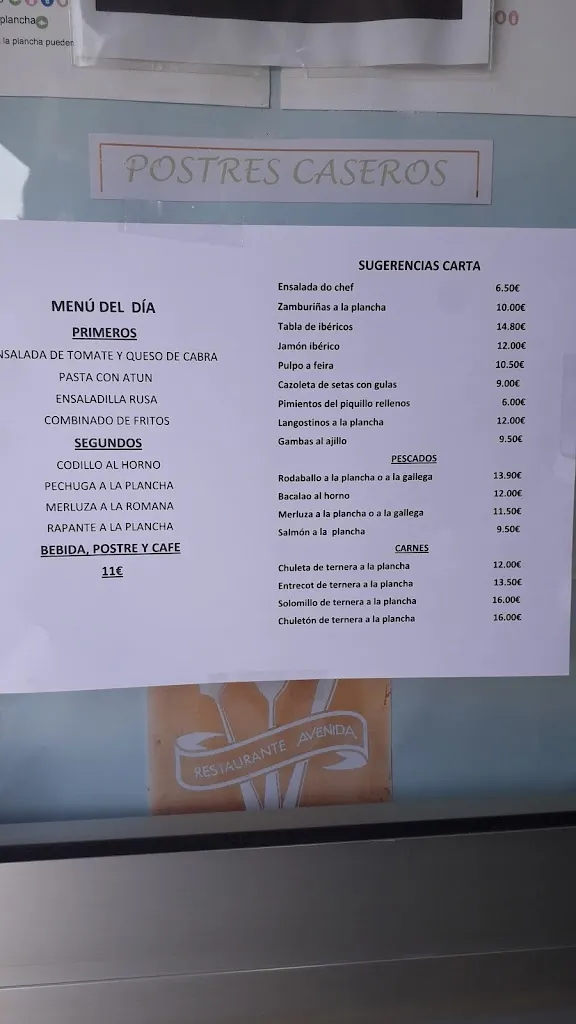 plancha
la plancha pueden
POSTRES CASEROS
MENÚ DEL DÍA
PRIMEROS
NSALADA DE TOMATE Y QUESO DE CABRA
PASTA CON ATUN
ENSALADILLA RUSA
COMBINADO DE FRITOS
SEGUNDOS
CODILLO AL HORNO
PECHUGA A LA PLANCHA
MERLUZA A LA ROMANA
RAPANTE A LA PLANCHA
BEBIDA, POSTRE Y CAFE
11€
SUGERENCIAS CARTA
Ensalada do chef 6.50€
Zamburiñas a la plancha 10.00€
Tabla de ibéricos 14.80€
Jamón ibérico 12.00€
Pulpo a feira 10.50€
Cazoleta de setas con gulas 9.00€
Pimientos del piquillo rellenos 6.00€
Langostinos a la plancha 12.00€
Gambas al ajillo 9.50€
PESCADOS
Rodaballo a la plancha o a la gallega 13.90€
Bacalao al horno 12.00€
Merluza a la plancha o a la gallega 11.50€
Salmón a la plancha 9.50€
CARNES
Chuleta de ternera a la plancha 12.00€
Entrecot de ternera a la plancha 13.50€
Solomillo de ternera a la plancha 16.00€
Chuletón de ternera a la plancha 16.00€
RESTAURANTE AVENIDA